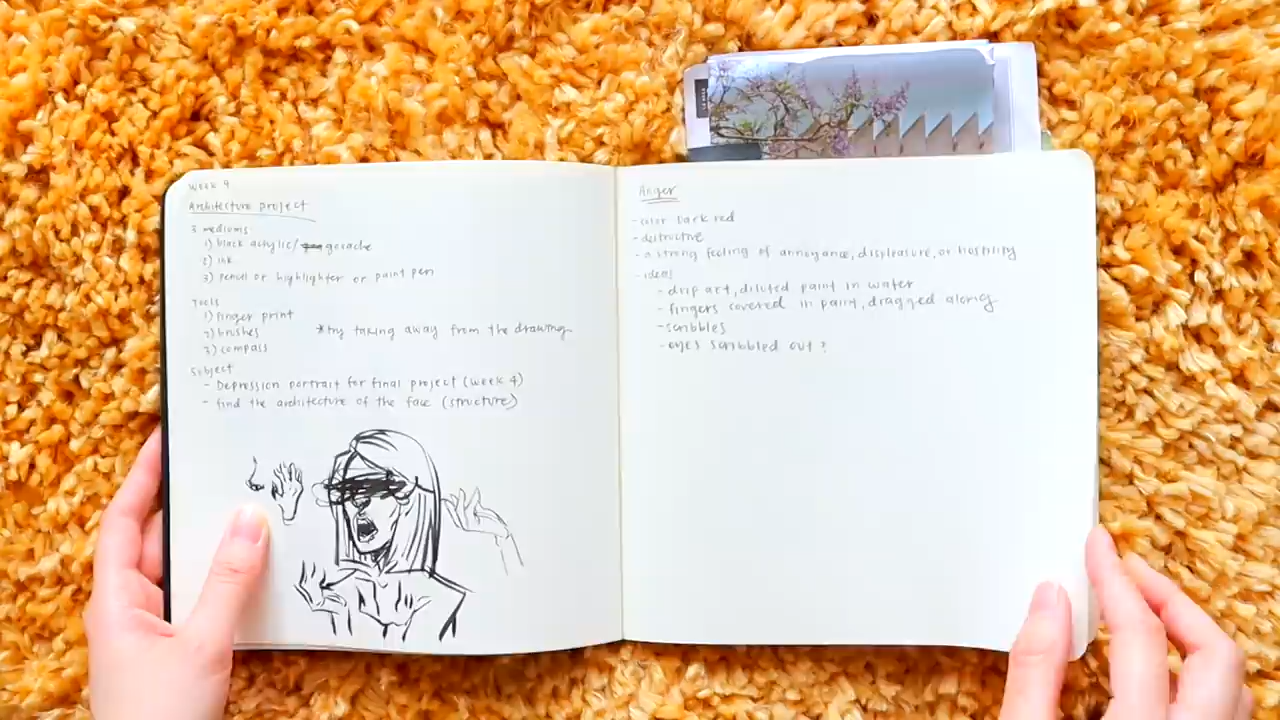 WEEK 9
Architecture project
3 mediums:
1) black acrylic/ gouache
2) ink
3) pencil or highlighter or paint pen
Tools
1) finger print
2) brushes
*try taking away from the drawing
3) compass
Subject
- Depression portrait for final project (week 4)
- find the architecture of the face (structure)
Anger
- color Dark red
- destructive
- a strong feeling of annoyance, displeasure, or hostility
- ideas
- drip art, diluted paint in water
- fingers covered in paint, dragged along
- scribbles
- eyes scribbled out?